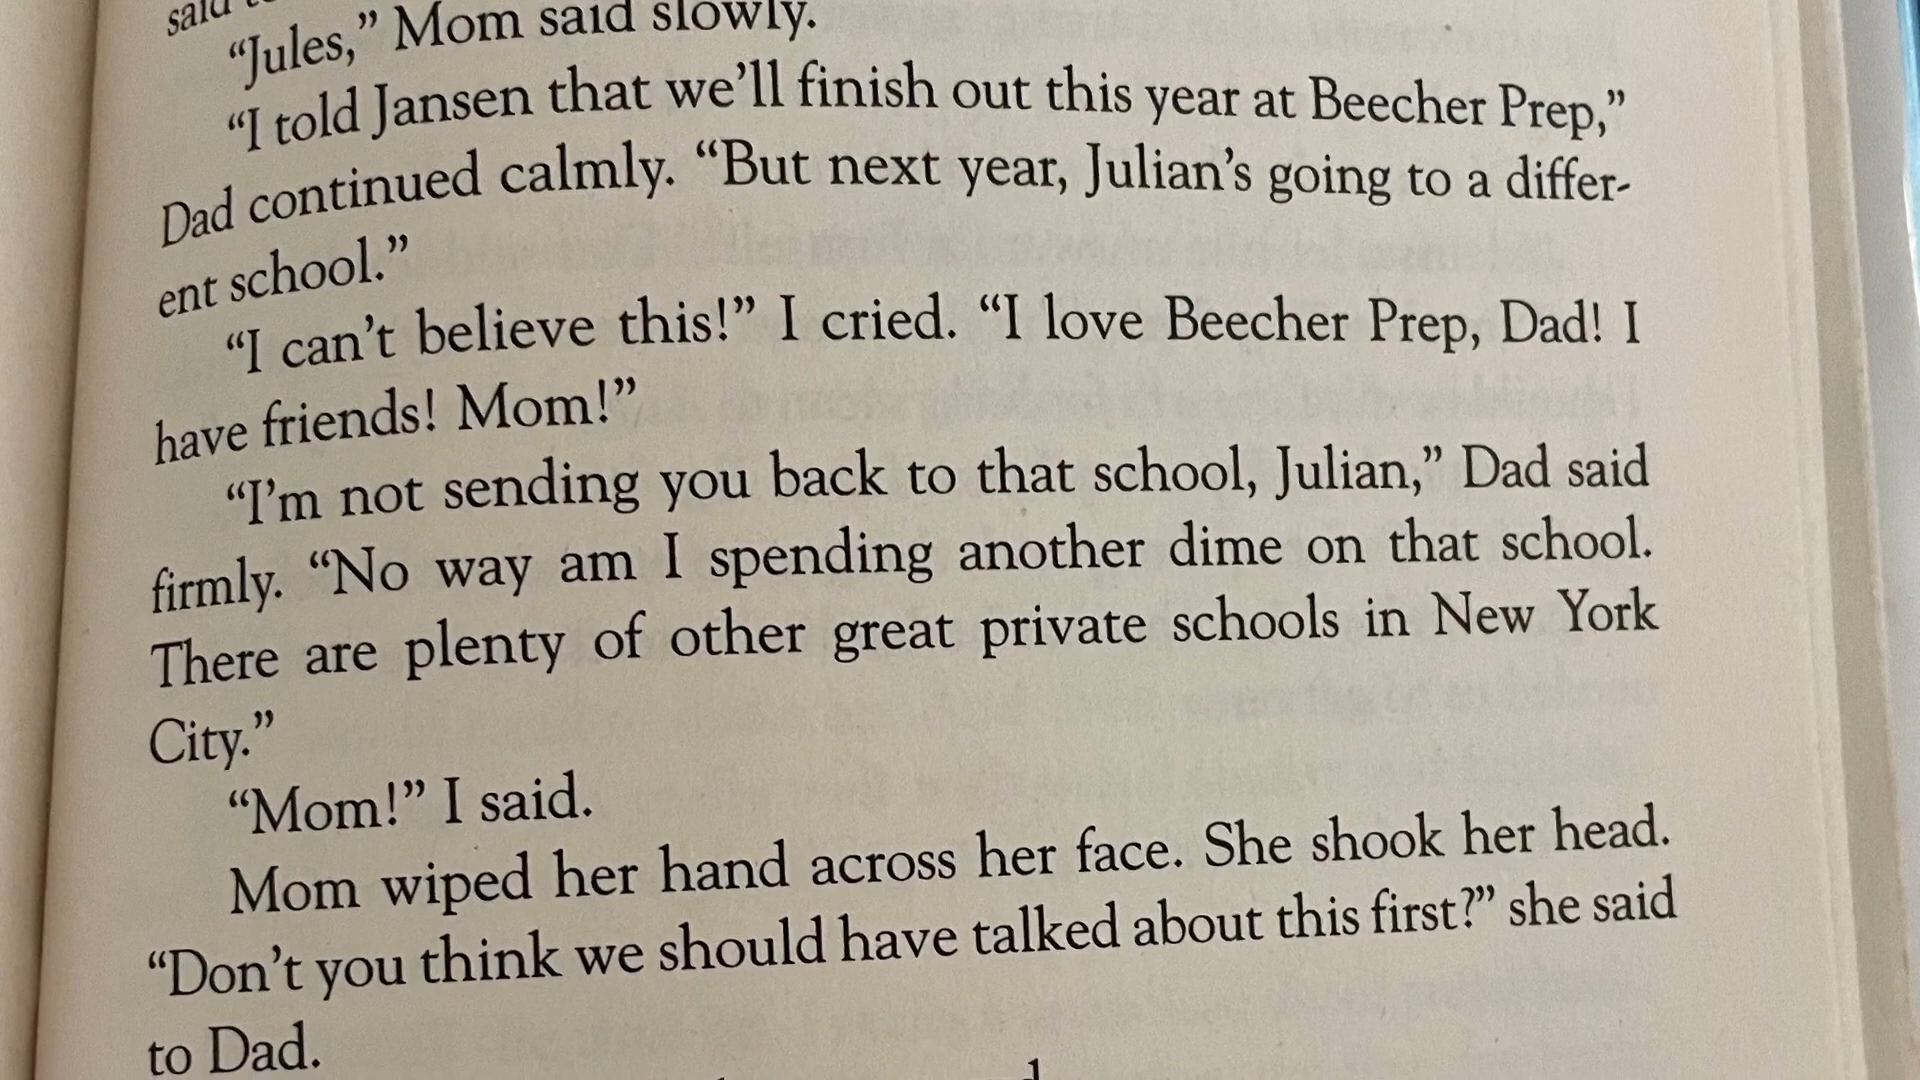 said
“Jules,” Mom said slowly.
“I told Jansen that we’ll finish out this year at Beecher Prep,”
Dad continued calmly. “But next year, Julian’s going to a differ-
ent school.”
“I can’t believe this!” I cried. “I love Beecher Prep, Dad! I
have friends! Mom!”
“I’m not sending you back to that school, Julian,” Dad said
firmly. “No way am I spending another dime on that school.
There are plenty of other great private schools in New York
City.”
“Mom!” I said.
Mom wiped her hand across her face. She shook her head.
“Don’t you think we should have talked about this first?” she said
to Dad.